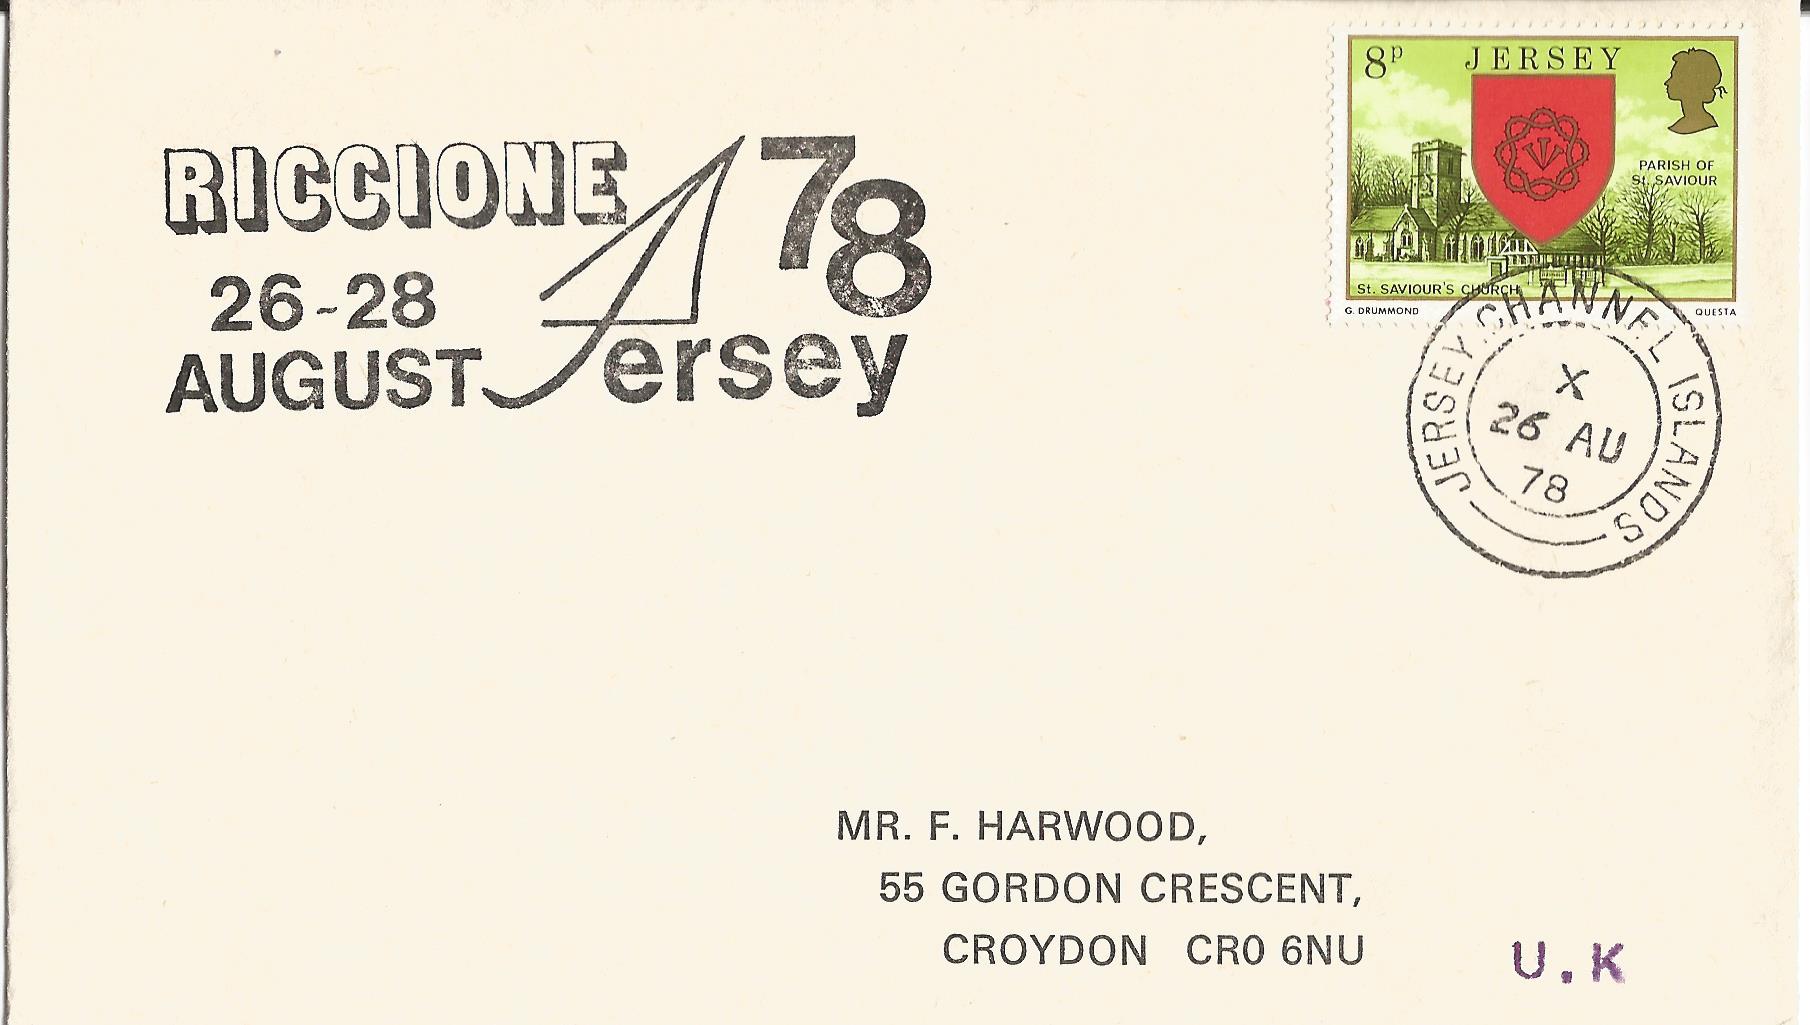 RICCIONE 78
26-28
AUGUST Jersey
8p JERSEY
PARISH OF
St. SAVIOUR
St. SAVIOUR'S CHURCH
G. DRUMMOND QUESTA
JERSEY. CHANNEL ISLANDS
X
26 AU
78
MR. F. HARWOOD,
55 GORDON CRESCENT,
CROYDON CR0 6NU
U.K